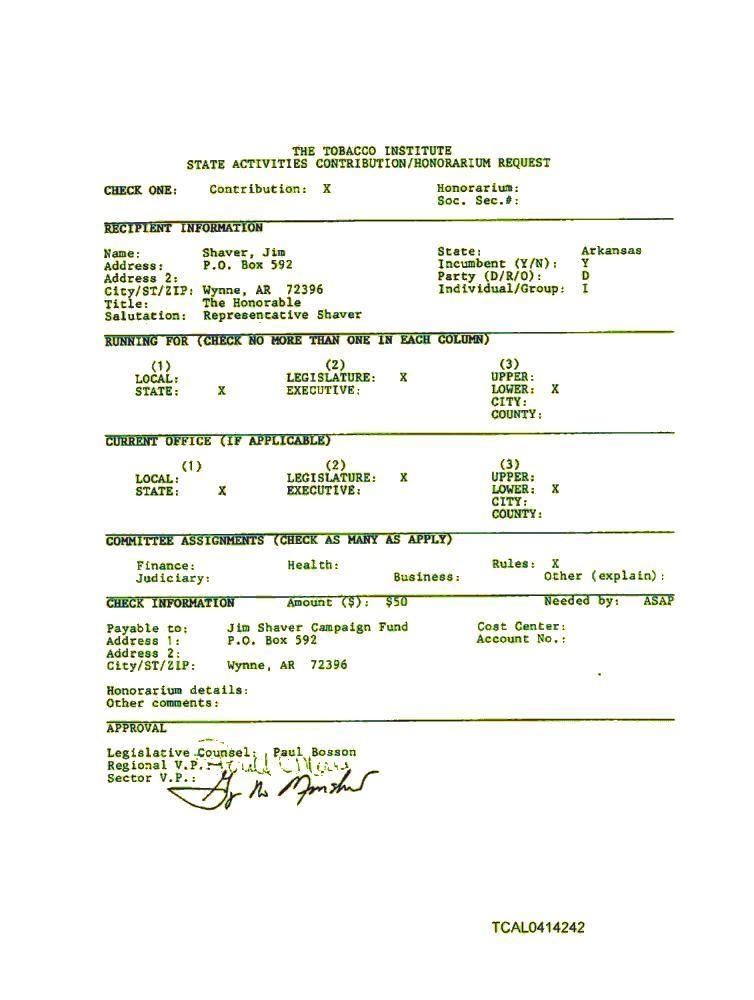 THE TOBACCO INSTITUTE
STATE ACTIVITIES CONTRIBUTION/HONORARIUM REQUEST
CHECK ONE: Contribution: X Honorarium:
Soc. Sec.#:
RECIPIENT INFORMATION
Name: Shaver, Jim State: Arkansas
Address: P.O. Box 592 Incumbent (Y/N): Y
Address 2: Party (D/R/O): D
City/ST/ZIP: Wynne, AR 72396 Individual/Group: I
Title: The Honorable
Salutation: Representative Shaver
RUNNING FOR (CHECK NO MORE THAN ONE IN EACH COLUMN)
(1) (2) (3)
LOCAL: LEGISLATURE: X UPPER:
STATE: X EXECUTIVE: LOWER: X
CITY:
COUNTY:
CURRENT OFFICE (IF APPLICABLE)
(1) (2) (3)
LOCAL: LEGISLATURE: X UPPER:
STATE: X EXECUTIVE: LOWER: X
CITY:
COUNTY:
COMMITTEE ASSIGNMENTS (CHECK AS MANY AS APPLY)
Finance: Health: Rules: X
Judiciary: Business: Other (explain):
CHECK INFORMATION Amount ($): $50 Needed by: ASAP
Payable to: Jim Shaver Campaign Fund Cost Center:
Address 1: P.O. Box 592 Account No.:
Address 2:
City/ST/ZIP: Wynne, AR 72396
Honorarium details:
Other comments:
APPROVAL
Legislative Counsel: Paul Bosson
Regional V.P.:
Sector V.P.:
TCAL0414242